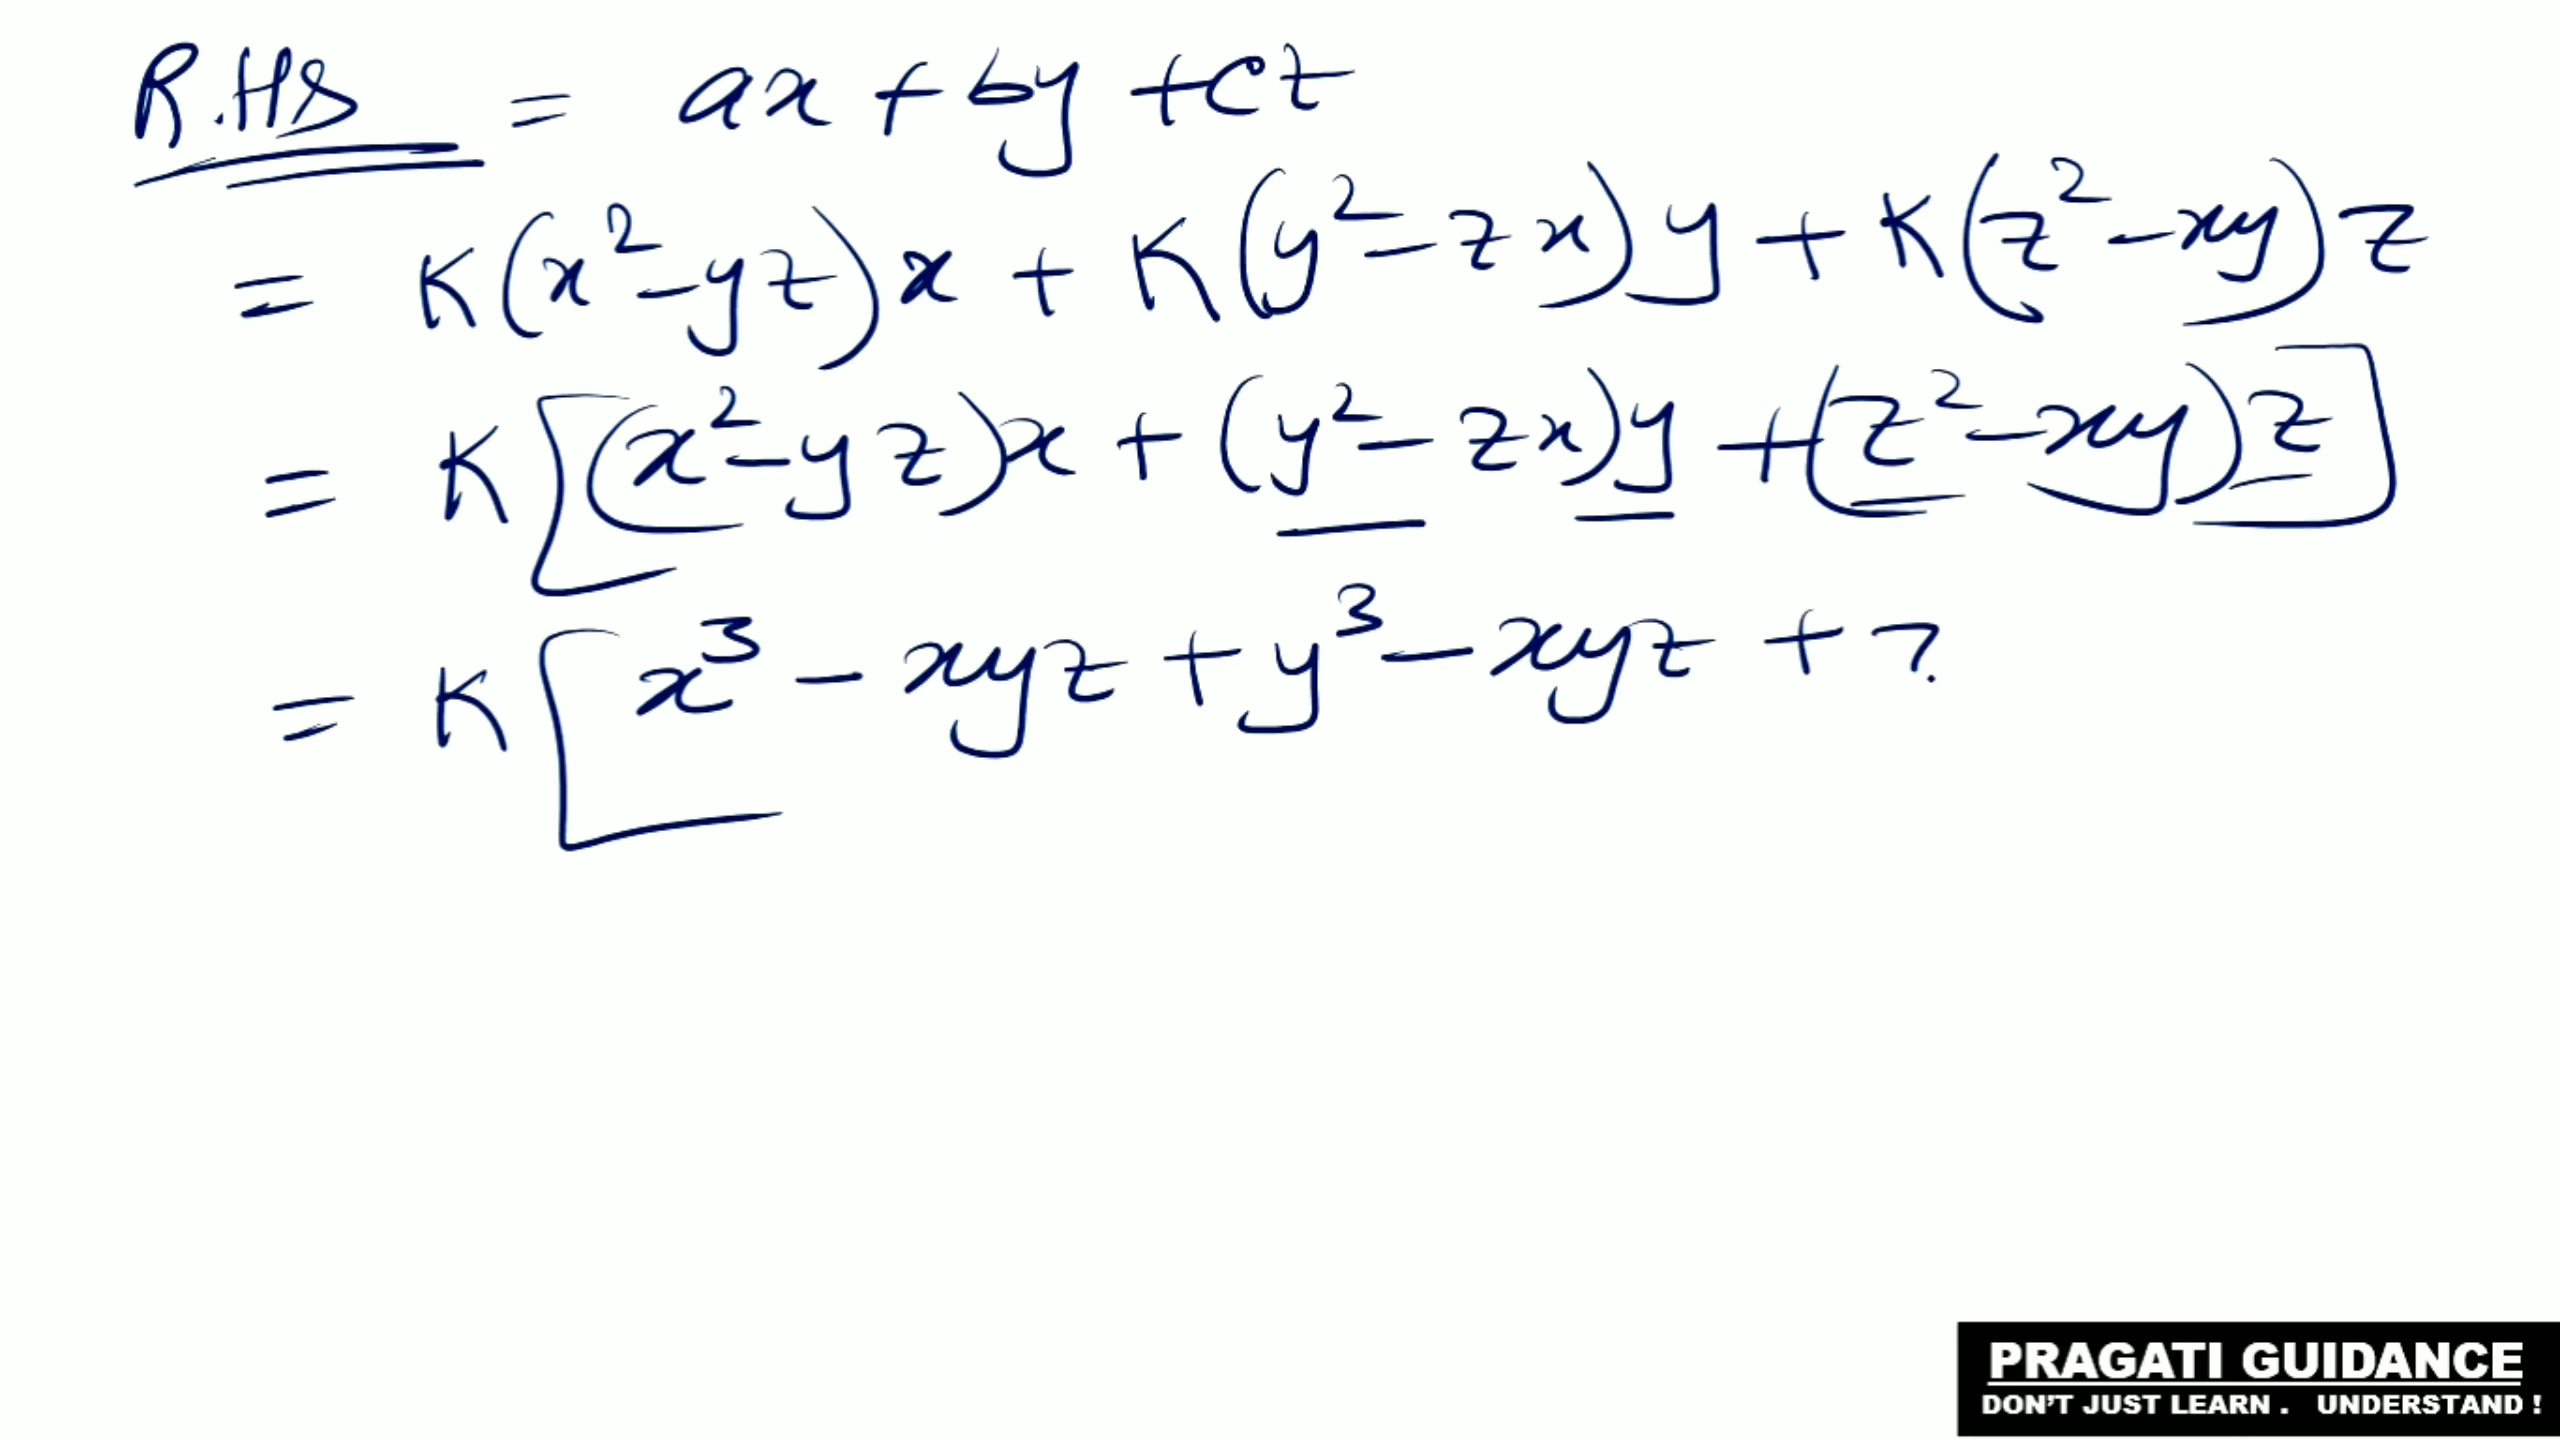 R.HS = ax + by + cz
= K(x²-yz)x + K(y²-zx)y + K(z²-xy)z
= K[(x²-yz)x + (y²-zx)y + (z²-xy)z]
= K[x³ - xyz + y³ - xyz + ?
PRAGATI GUIDANCE
DON'T JUST LEARN . UNDERSTAND !